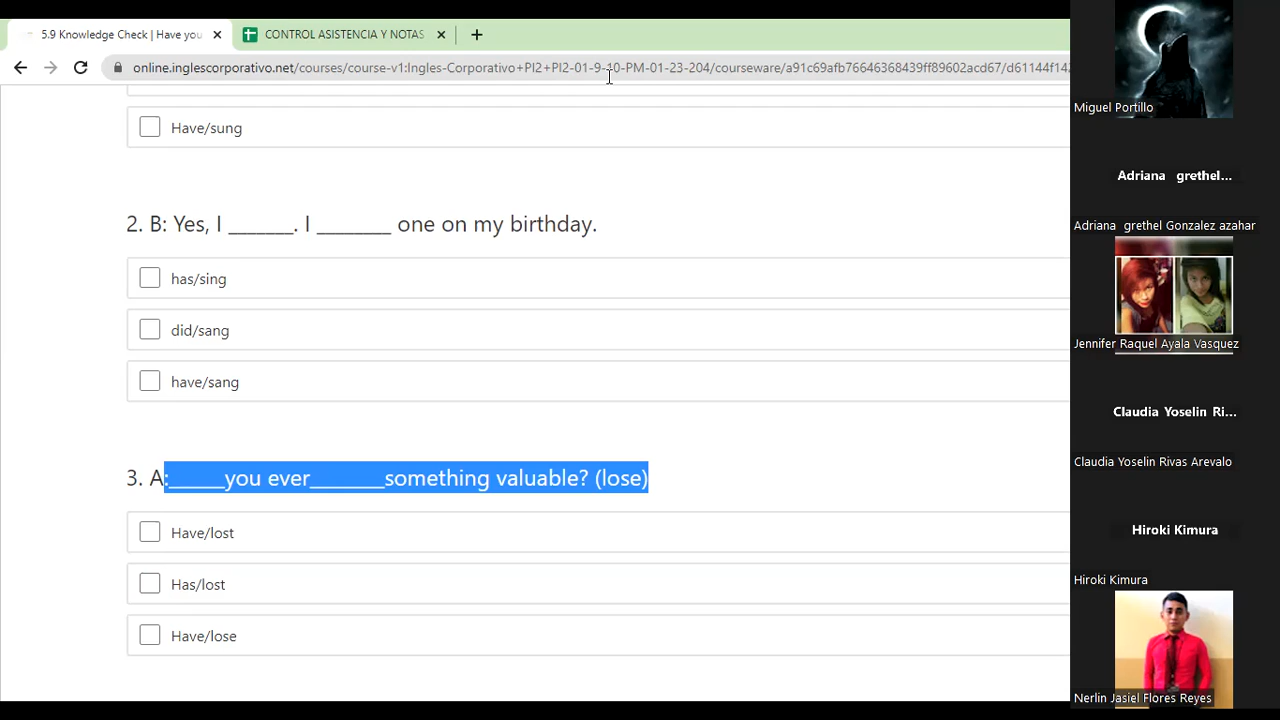 5.9 Knowledge Check | Have you
CONTROL ASISTENCIA Y NOTAS
online.inglescorporativo.net/courses/course-v1:Ingles-Corporativo+PI2+PI2-01-9-10-PM-01-23-204/courseware/a91c69afb76646368439ff89602acd67/d61144f142
Have/sung
2. B: Yes, I _______. I ________ one on my birthday.
has/sing
did/sang
have/sang
3. A:_____you ever_______something valuable? (lose)
Have/lost
Has/lost
Have/lose
Miguel Portillo
Adriana grethel...
Adriana grethel Gonzalez azahar
Jennifer Raquel Ayala Vasquez
Claudia Yoselin Ri...
Claudia Yoselin Rivas Arevalo
Hiroki Kimura
Hiroki Kimura
Nerlin Jasiel Flores Reyes